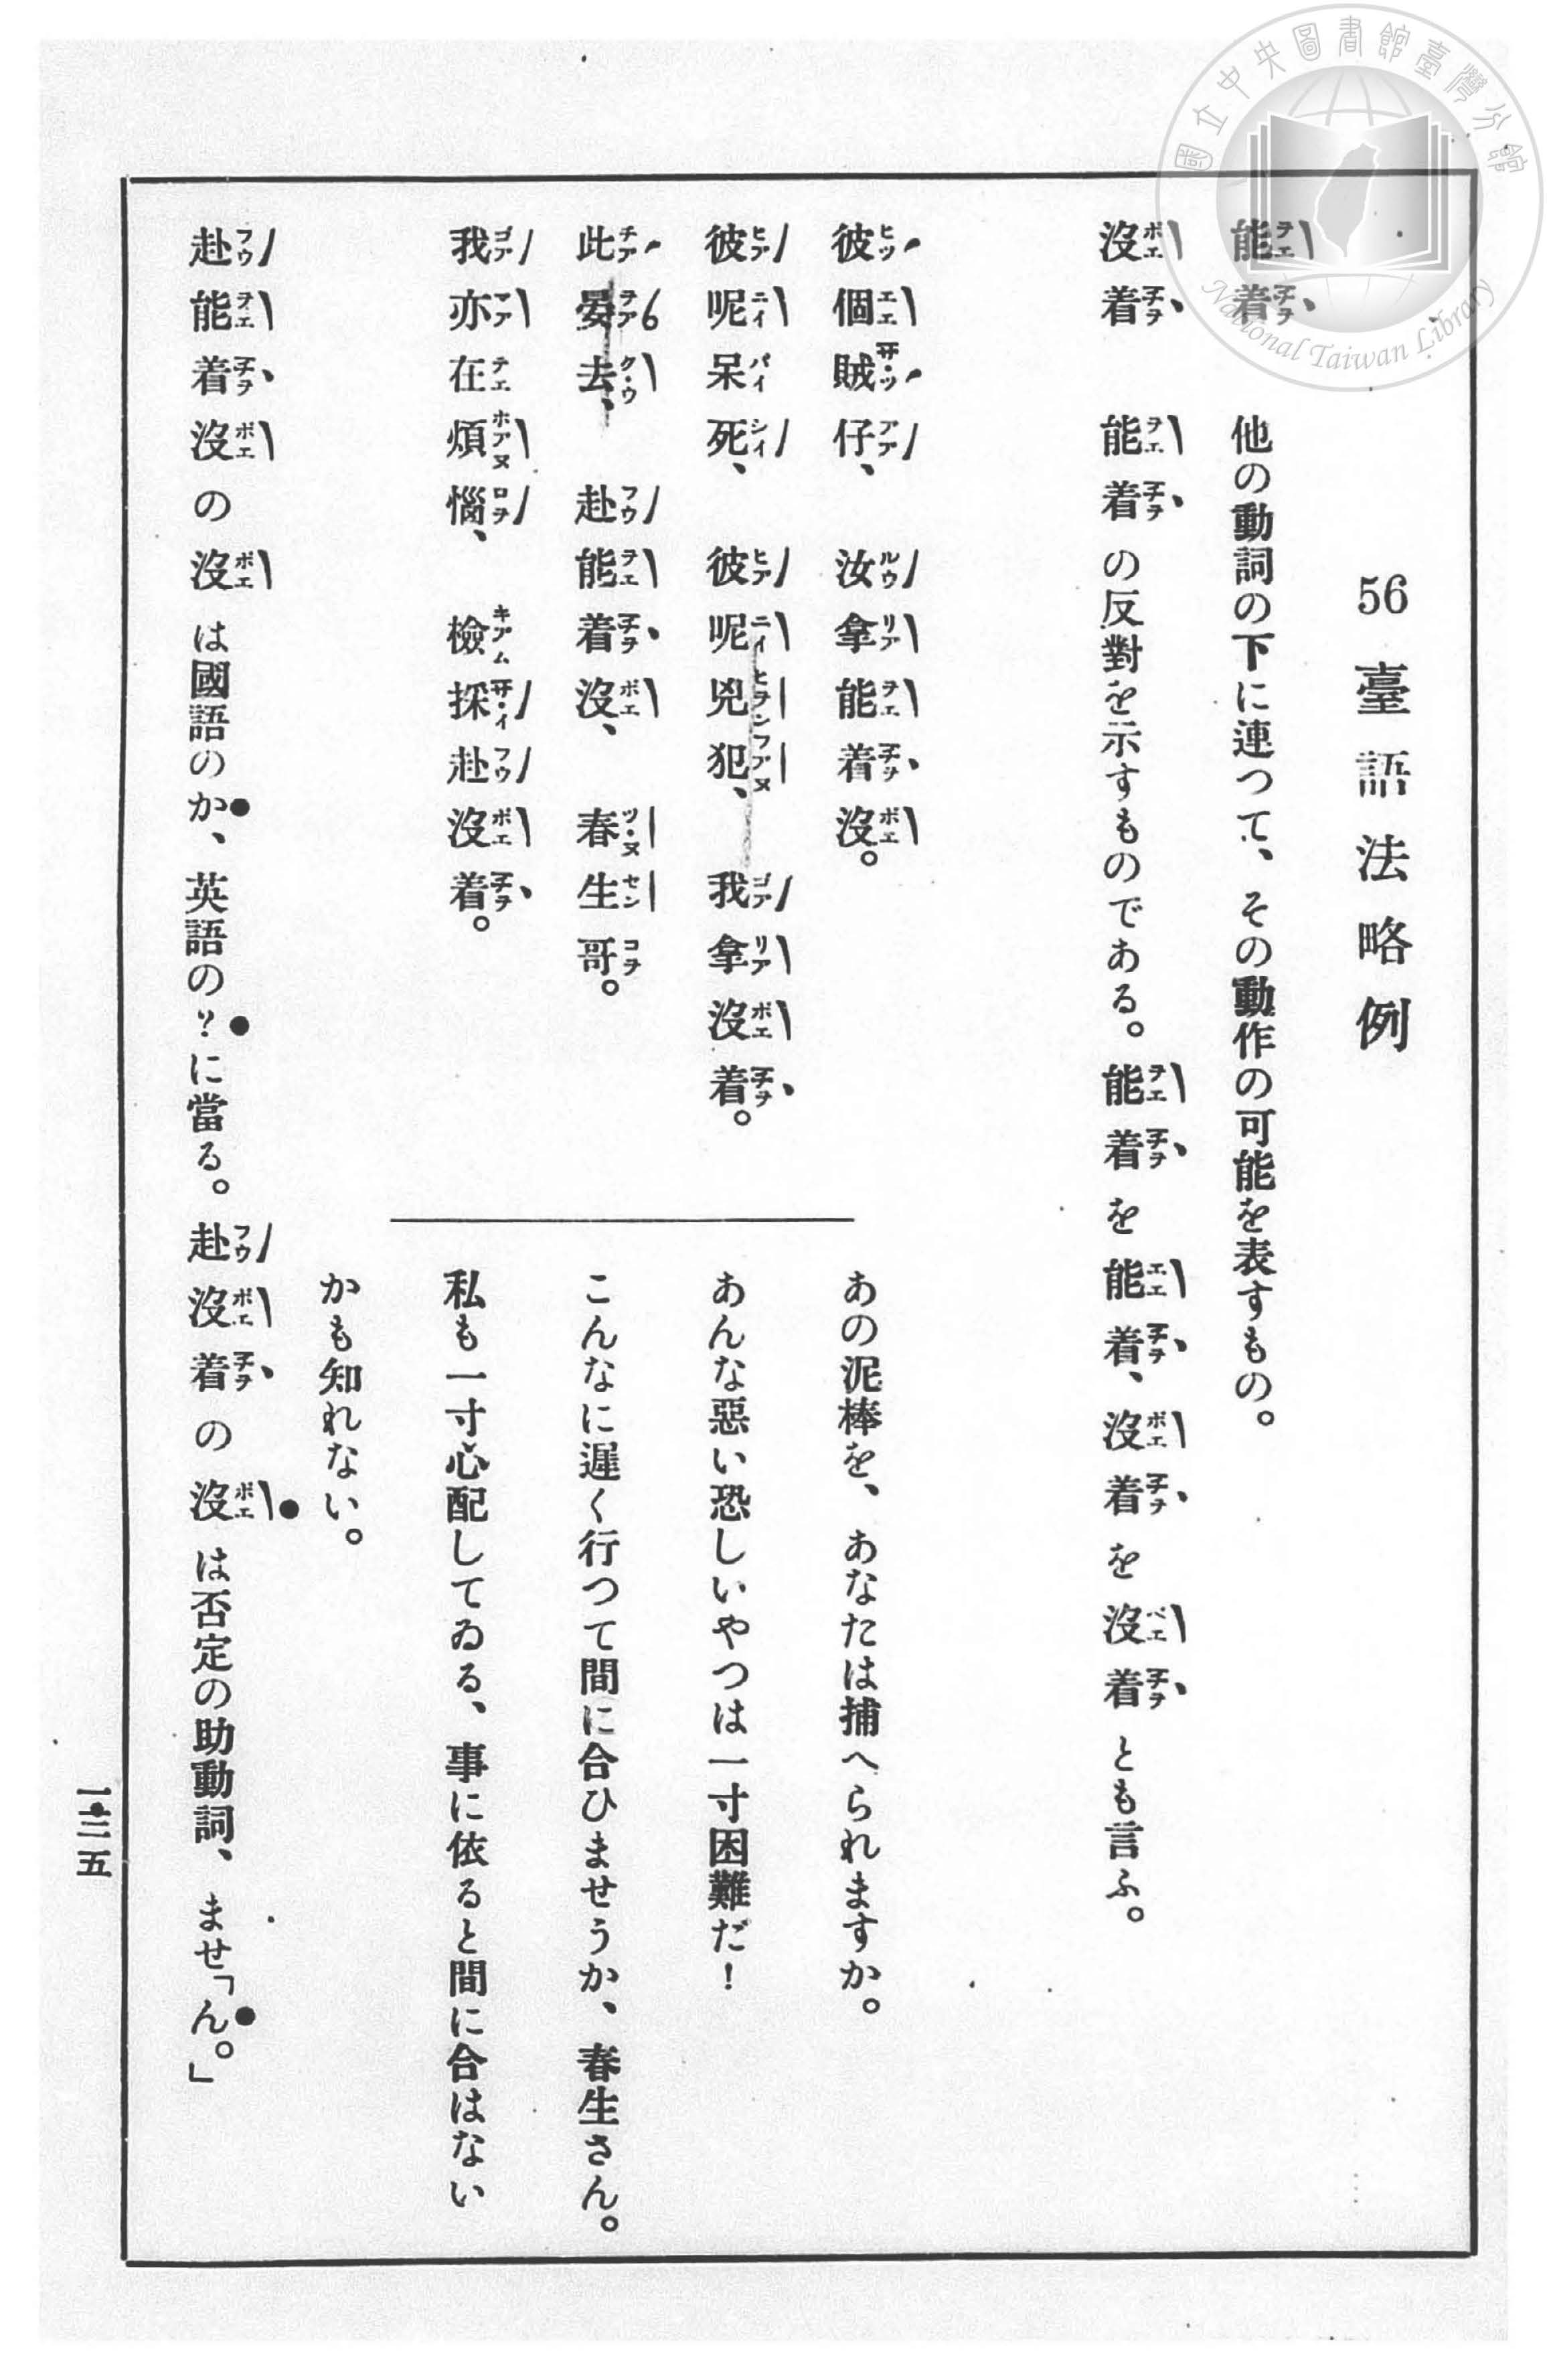 56 臺語法略例
能着 他の動詞の下に連つて、その動作の可能を表すもの。
沒着 能着の反對を示すものである。能着を能着、沒着を沒着とも言ふ。
彼個賊仔、汝拿能着沒。
あの泥棒を、あなたは捕へられますか。
彼呢呆死、彼呢兇犯、我拿沒着。
あんな惡い恐しいやつは一寸困難だ！
此晏去、赴能着沒、春生哥。
こんなに遲く行つて間に合ひませうか、春生さん。
我亦在煩惱、檢採赴沒着。
私も一寸心配してゐる、事に依ると間に合はない
かも知れない。
赴能着沒の沒は國語のか、英語の？に當る。赴沒着の沒は否定の助動詞、ませ「ん。」
一三五
國立中央圖書館臺灣分館
National Taiwan Library